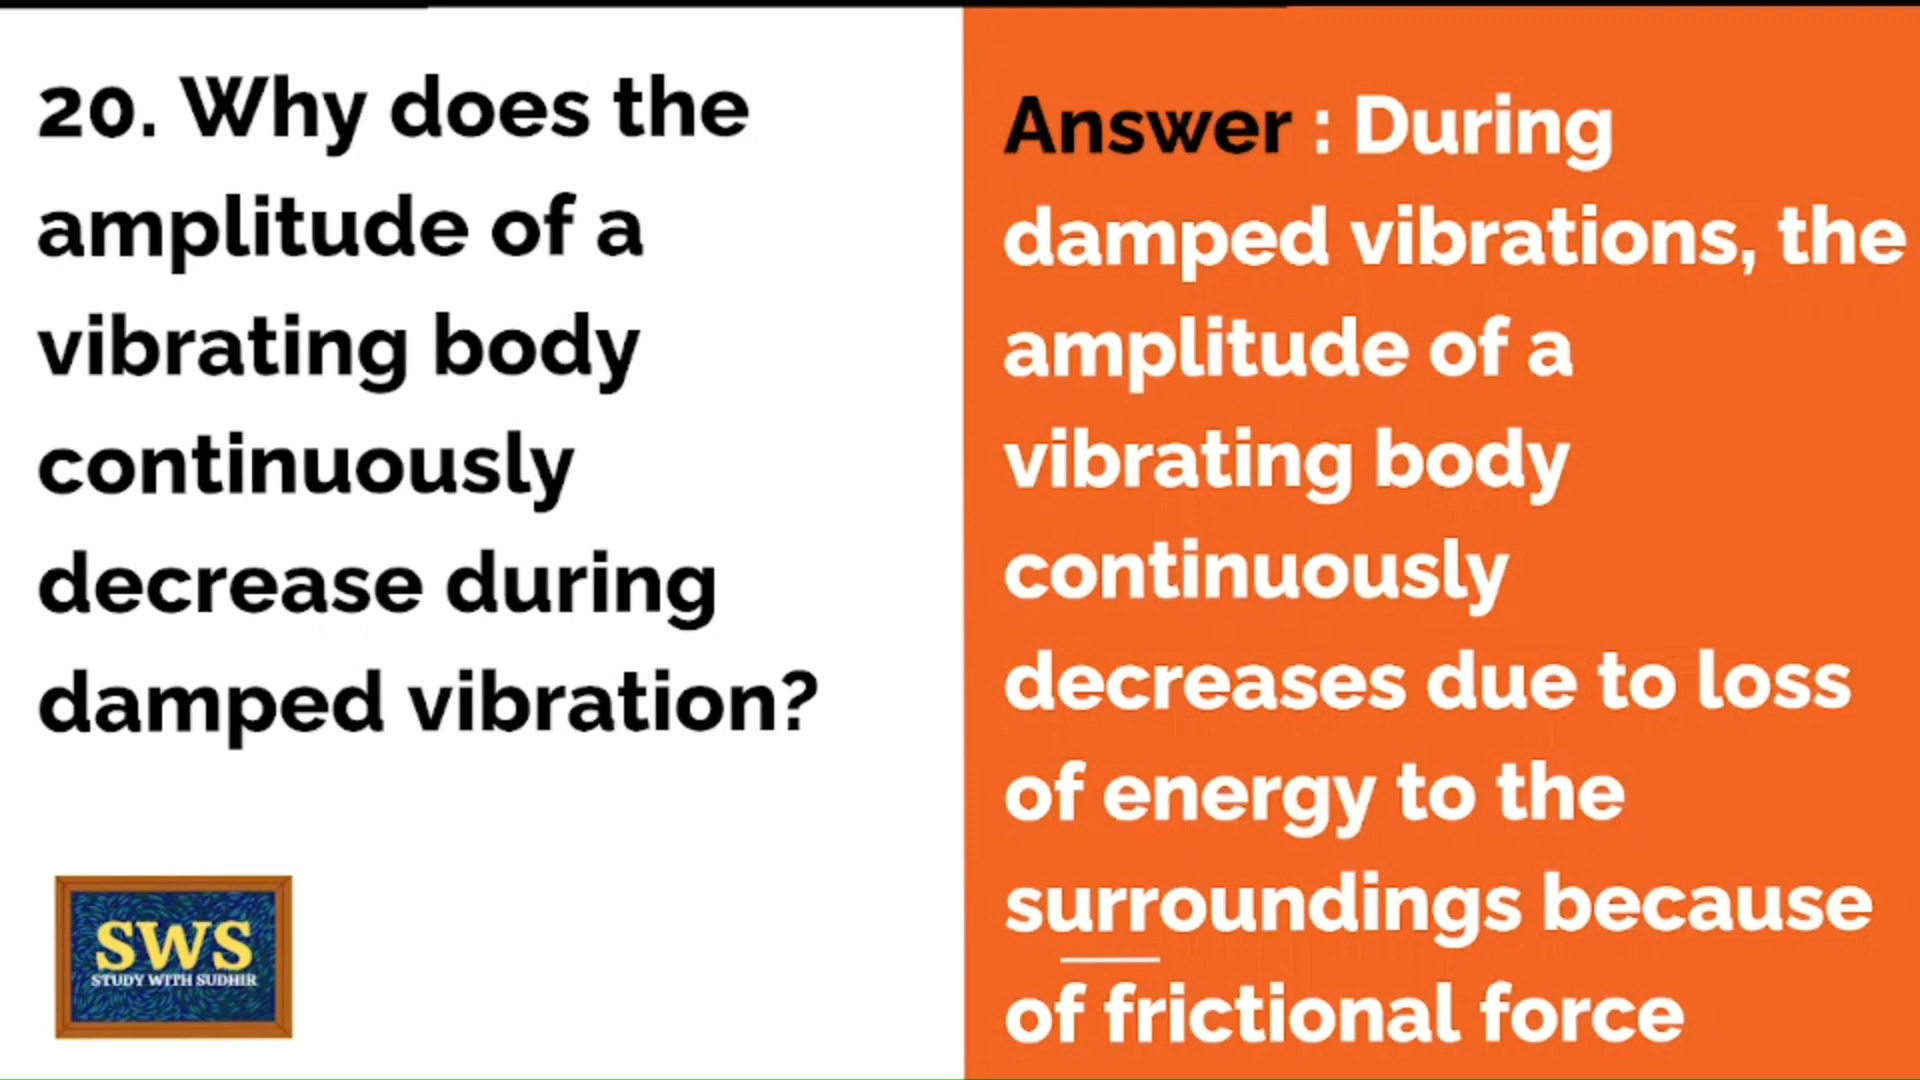 20. Why does the
amplitude of a
vibrating body
continuously
decrease during
damped vibration?
SWS
STUDY WITH SUDHIR
Answer : During
damped vibrations, the
amplitude of a
vibrating body
continuously
decreases due to loss
of energy to the
surroundings because
of frictional force